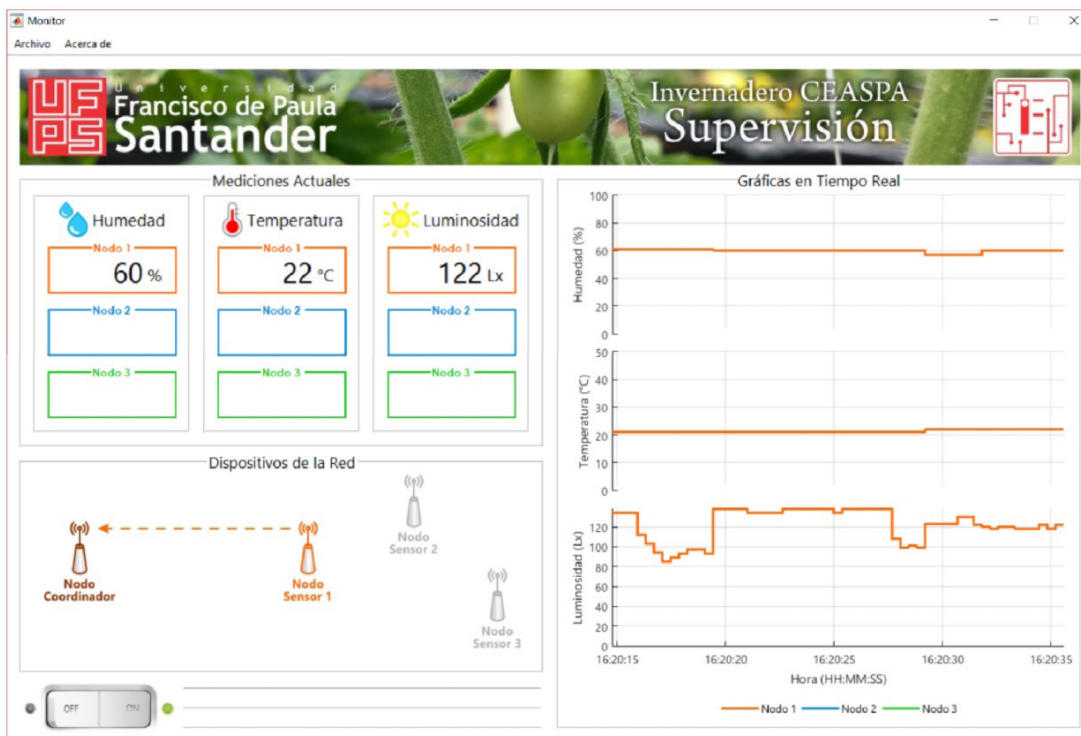 Monitor
Archivo Acerca de
UFPS
Universidad
Francisco de Paula
Santander
Invernadero CEASPA
Supervisión
Mediciones Actuales
Humedad
Nodo 1
60 %
Nodo 2
Nodo 3
Temperatura
Nodo 1
22 °C
Nodo 2
Nodo 3
Luminosidad
Nodo 1
122 Lx
Nodo 2
Nodo 3
Dispositivos de la Red
Nodo
Coordinador
Nodo
Sensor 1
Nodo
Sensor 2
Nodo
Sensor 3
OFF ON
Gráficas en Tiempo Real
Humedad (%)
100
80
60
40
20
0
Temperatura (°C)
50
40
30
20
10
0
Luminosidad (Lx)
120
100
80
60
40
20
0
16:20:15 16:20:20 16:20:25 16:20:30 16:20:35
Hora (HH:MM:SS)
Nodo 1 Nodo 2 Nodo 3